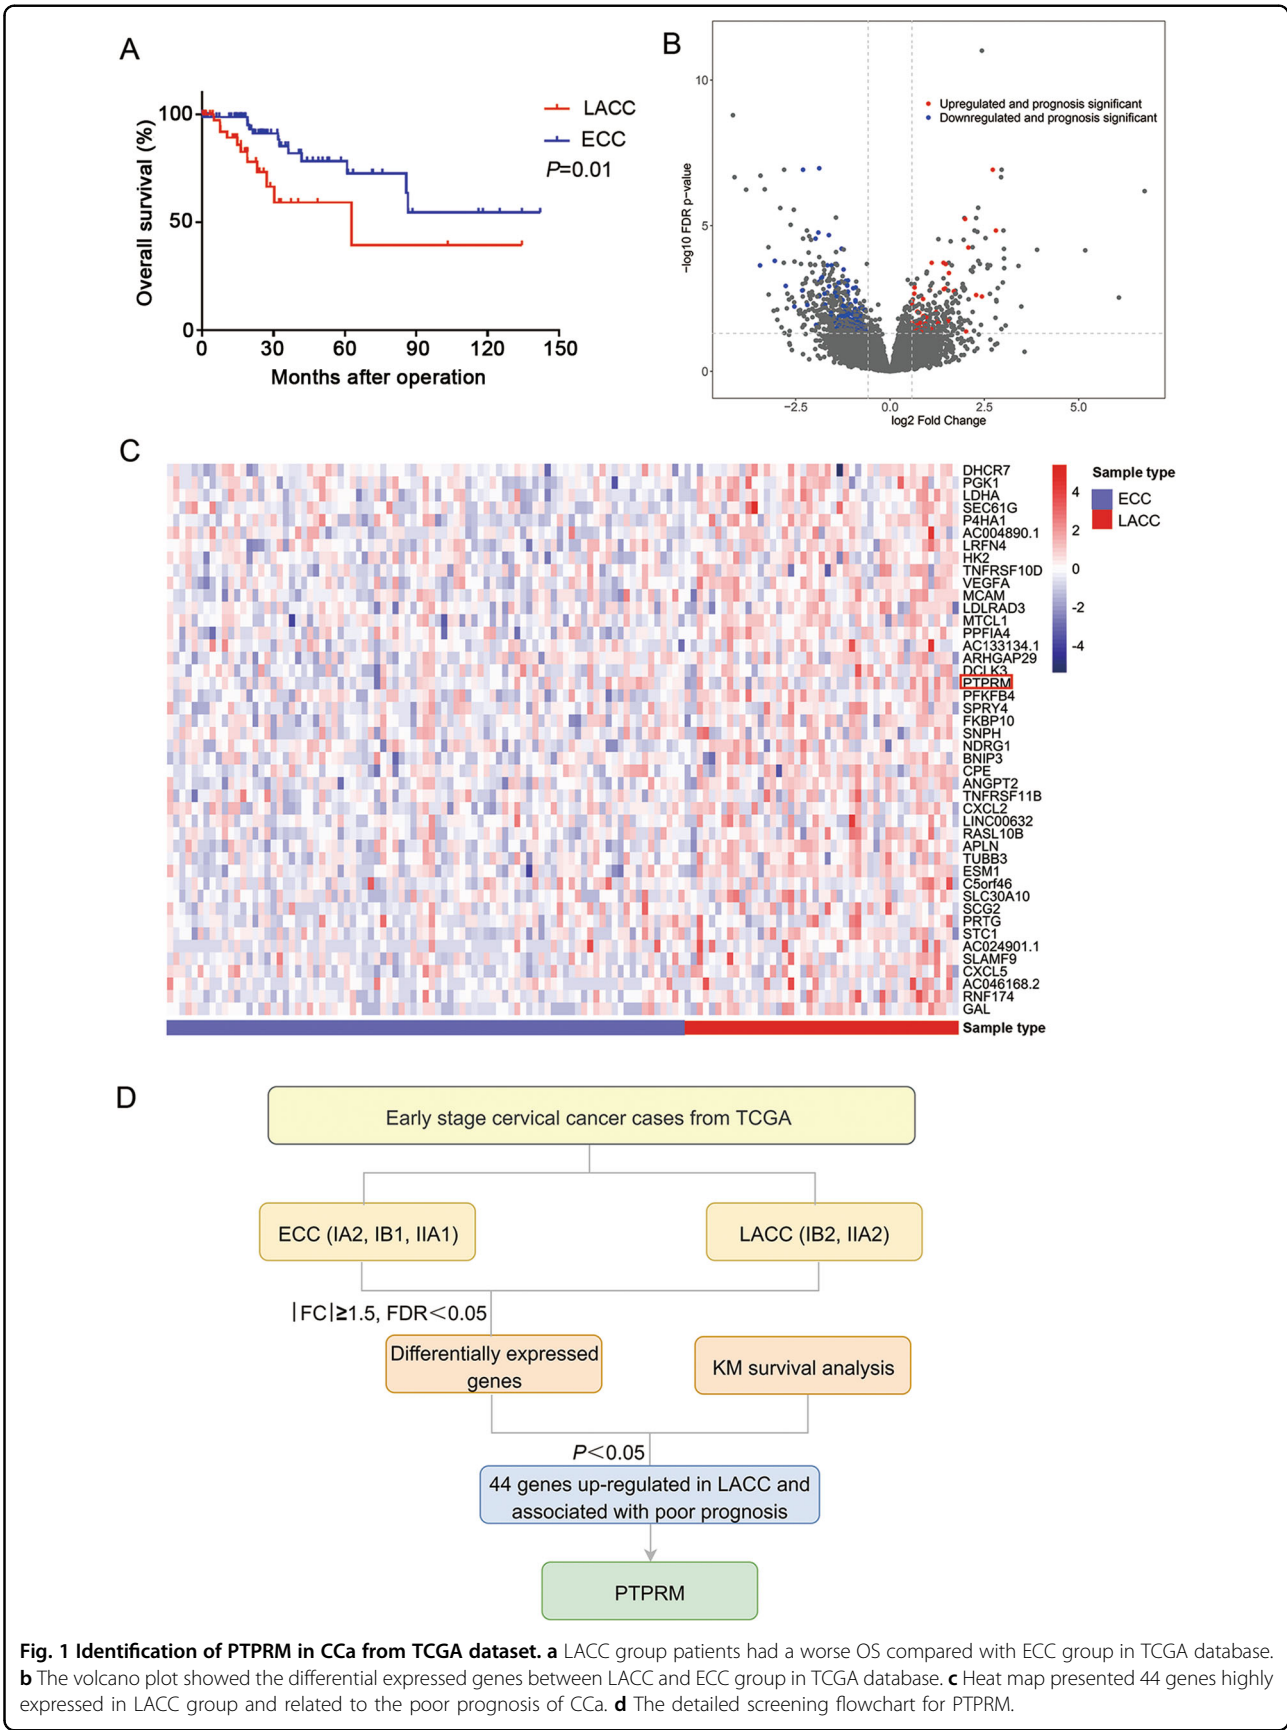 A
Overall survival (%)
100
50
0
0 30 60 90 120 150
Months after operation
LACC
ECC
P=0.01
B
−log10 FDR p−value
10
5
0
−2.5 0.0 2.5 5.0
log2 Fold Change
Upregulated and prognosis significant
Downregulated and prognosis significant
C
DHCR7
PGK1
LDHA
SEC61G
P4HA1
AC004890.1
LRFN4
HK2
TNFRSF10D
VEGFA
MCAM
LDLRAD3
MTCL1
PPFIA4
AC133134.1
ARHGAP29
DCLK3
PTPRM
PFKFB4
SPRY4
FKBP10
SNPH
NDRG1
BNIP3
CPE
ANGPT2
TNFRSF11B
CXCL2
LINC00632
RASL10B
APLN
TUBB3
ESM1
C5orf46
SLC30A10
SCG2
PRTG
STC1
AC024901.1
SLAMF9
CXCL5
AC046168.2
RNF174
GAL
Sample type
4
2
0
-2
-4
Sample type
ECC
LACC
D
Early stage cervical cancer cases from TCGA
ECC (IA2, IB1, IIA1)
LACC (IB2, IIA2)
|FC|≥1.5, FDR<0.05
Differentially expressed
genes
KM survival analysis
P<0.05
44 genes up-regulated in LACC and
associated with poor prognosis
PTPRM
Fig. 1 Identification of PTPRM in CCa from TCGA dataset. a LACC group patients had a worse OS compared with ECC group in TCGA database.
b The volcano plot showed the differential expressed genes between LACC and ECC group in TCGA database. c Heat map presented 44 genes highly
expressed in LACC group and related to the poor prognosis of CCa. d The detailed screening flowchart for PTPRM.